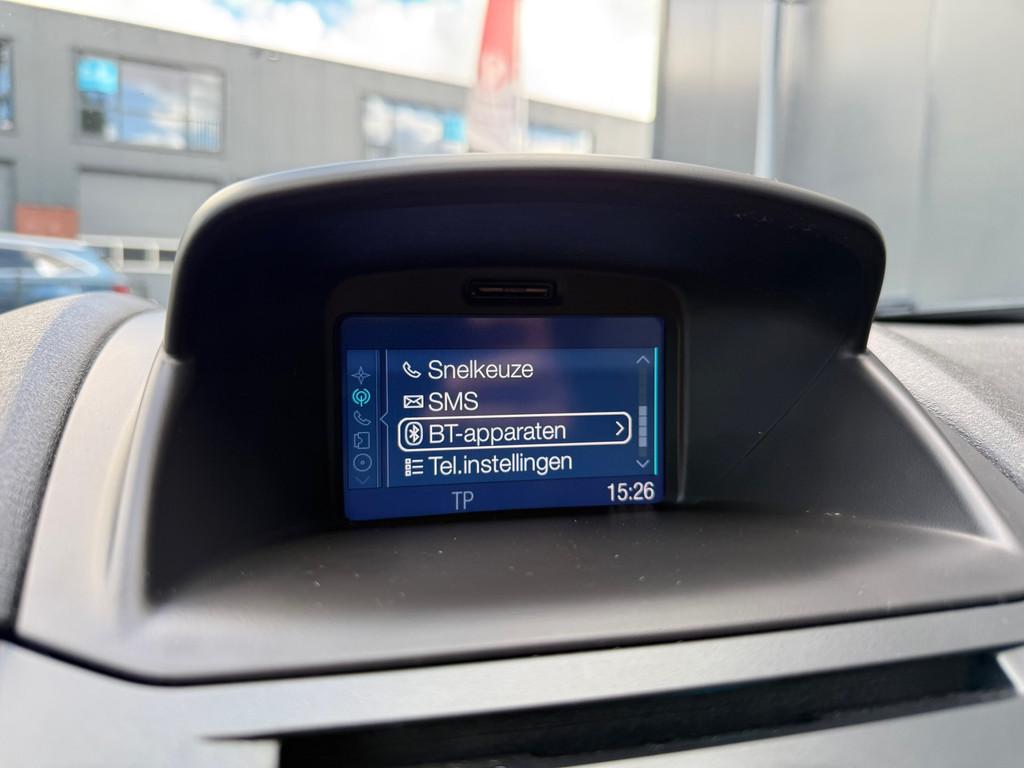 Snelkeuze
SMS
BT-apparaten
Tel.instellingen
TP
15:26